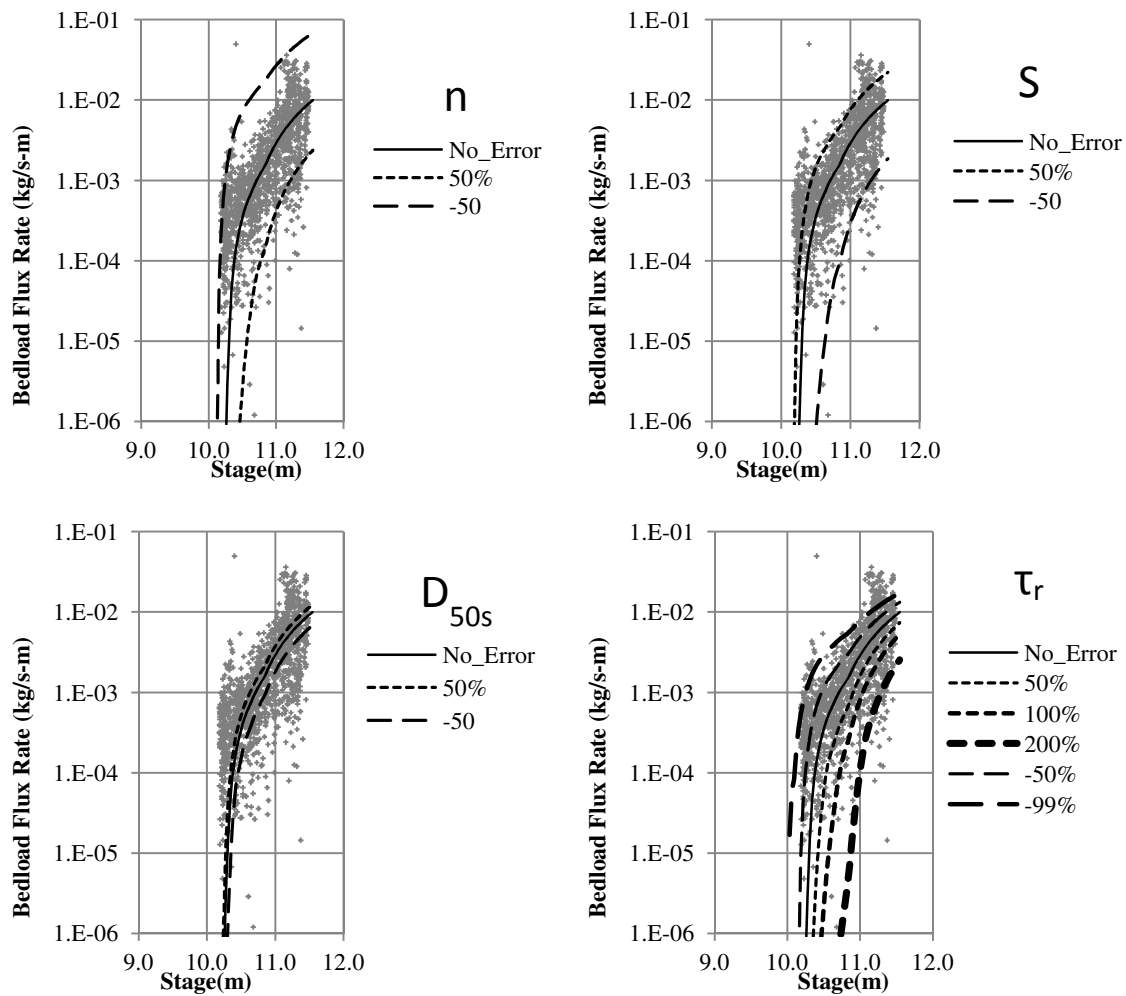 n
Bedload Flux Rate (kg/s-m)
1.E-01
1.E-02
1.E-03
1.E-04
1.E-05
1.E-06
9.0 10.0 11.0 12.0
Stage(m)
No_Error
50%
-50
S
Bedload Flux Rate (kg/s-m)
1.E-01
1.E-02
1.E-03
1.E-04
1.E-05
1.E-06
9.0 10.0 11.0 12.0
Stage(m)
No_Error
50%
-50
D50s
Bedload Flux Rate (kg/s-m)
1.E-01
1.E-02
1.E-03
1.E-04
1.E-05
1.E-06
9.0 10.0 11.0 12.0
Stage(m)
No_Error
50%
-50
τr
Bedload Flux Rate (kg/s-m)
1.E-01
1.E-02
1.E-03
1.E-04
1.E-05
1.E-06
9.0 10.0 11.0 12.0
Stage(m)
No_Error
50%
100%
200%
-50%
-99%